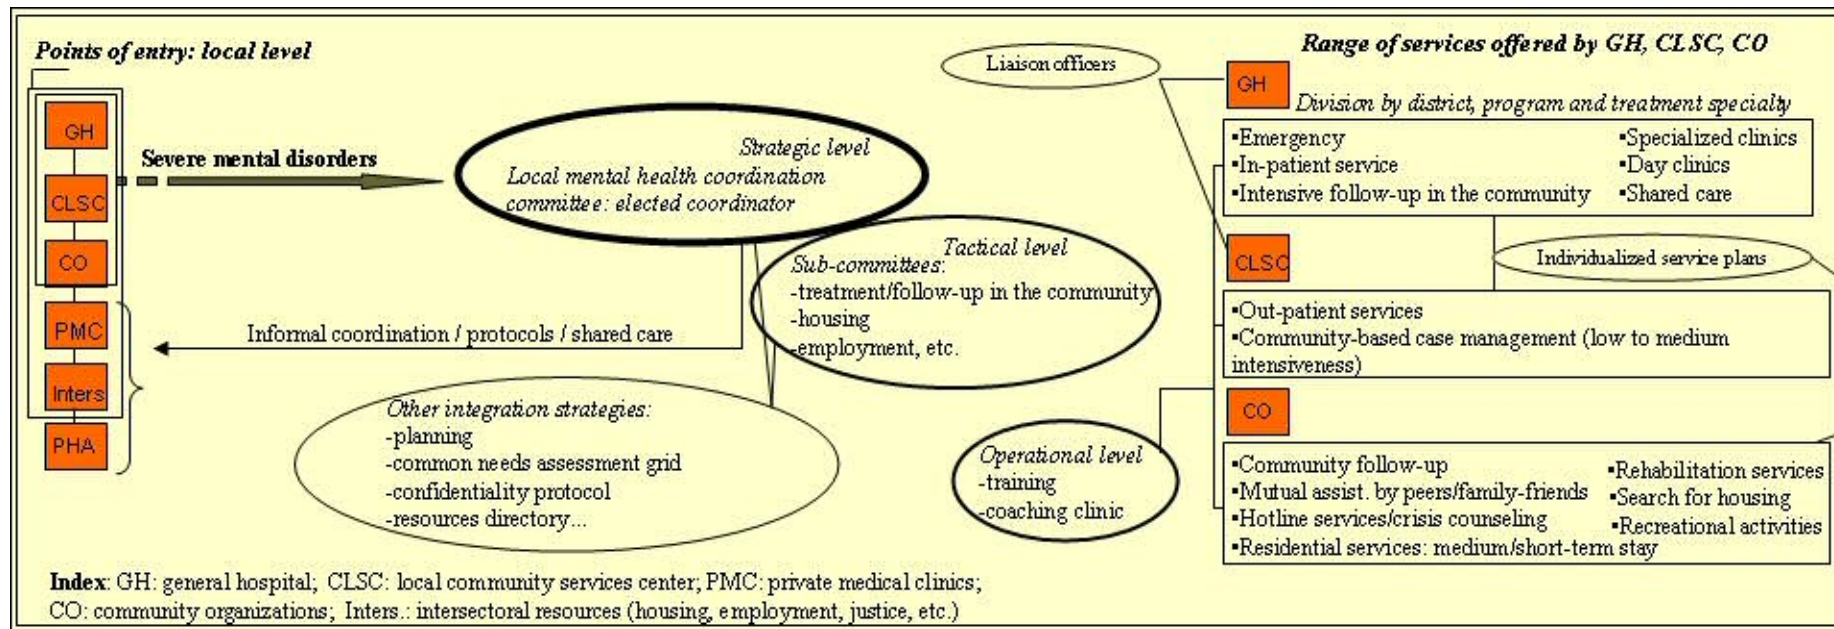 Points of entry: local level
GH
CLSC
CO
PMC
Inters
PHA
Severe mental disorders
Strategic level
Local mental health coordination
committee: elected coordinator
Tactical level
Sub-committees:
-treatment/follow-up in the community
-housing
-employment, etc.
Informal coordination / protocols / shared care
Other integration strategies:
-planning
-common needs assessment grid
-confidentiality protocol
-resources directory...
Operational level
-training
-coaching clinic
Liaison officers
Range of services offered by GH, CLSC, CO
GH
Division by district, program and treatment specialty
▪Emergency
▪In-patient service
▪Intensive follow-up in the community
▪Specialized clinics
▪Day clinics
▪Shared care
CLSC
Individualized service plans
▪Out-patient services
▪Community-based case management (low to medium
intensiveness)
CO
▪Community follow-up
▪Mutual assist. by peers/family-friends
▪Hotline services/crisis counseling
▪Residential services: medium/short-term stay
▪Rehabilitation services
▪Search for housing
▪Recreational activities
Index: GH: general hospital; CLSC: local community services center; PMC: private medical clinics;
CO: community organizations; Inters.: intersectoral resources (housing, employment, justice, etc.)